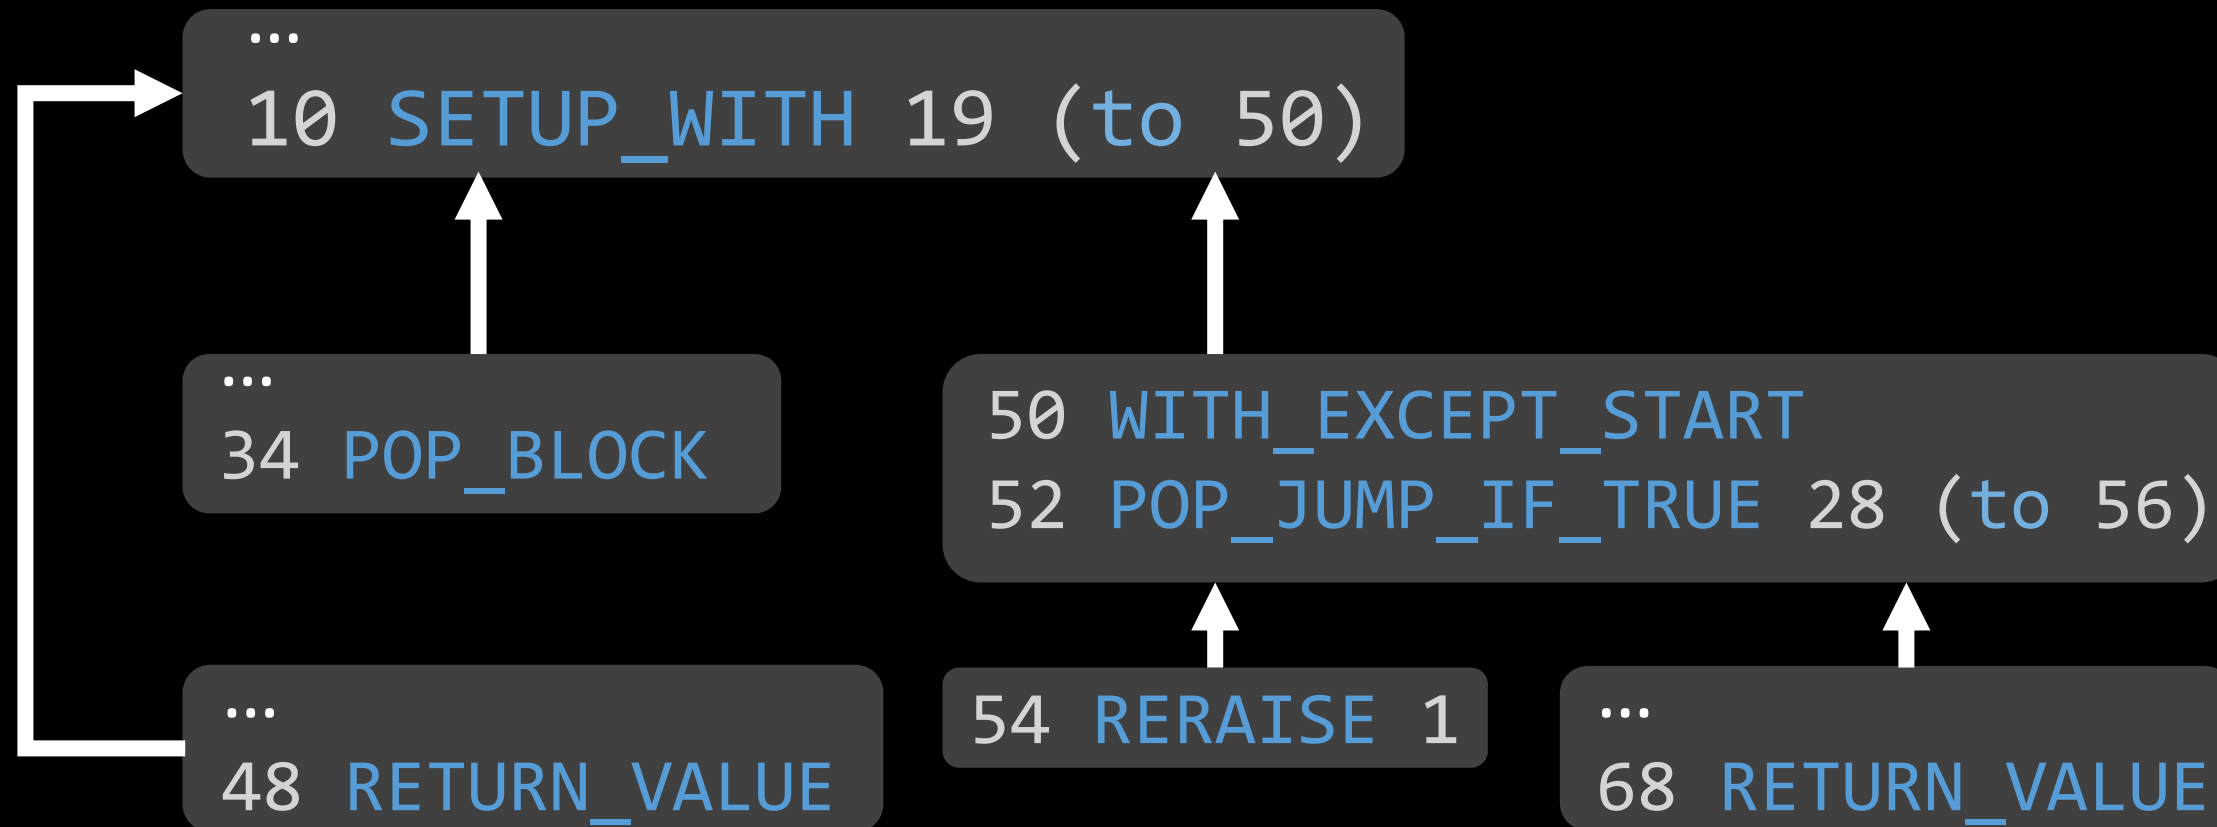 ...
10 SETUP_WITH 19 (to 50)
...
34 POP_BLOCK
50 WITH_EXCEPT_START
52 POP_JUMP_IF_TRUE 28 (to 56)
...
48 RETURN_VALUE
54 RERAISE 1
...
68 RETURN_VALUE